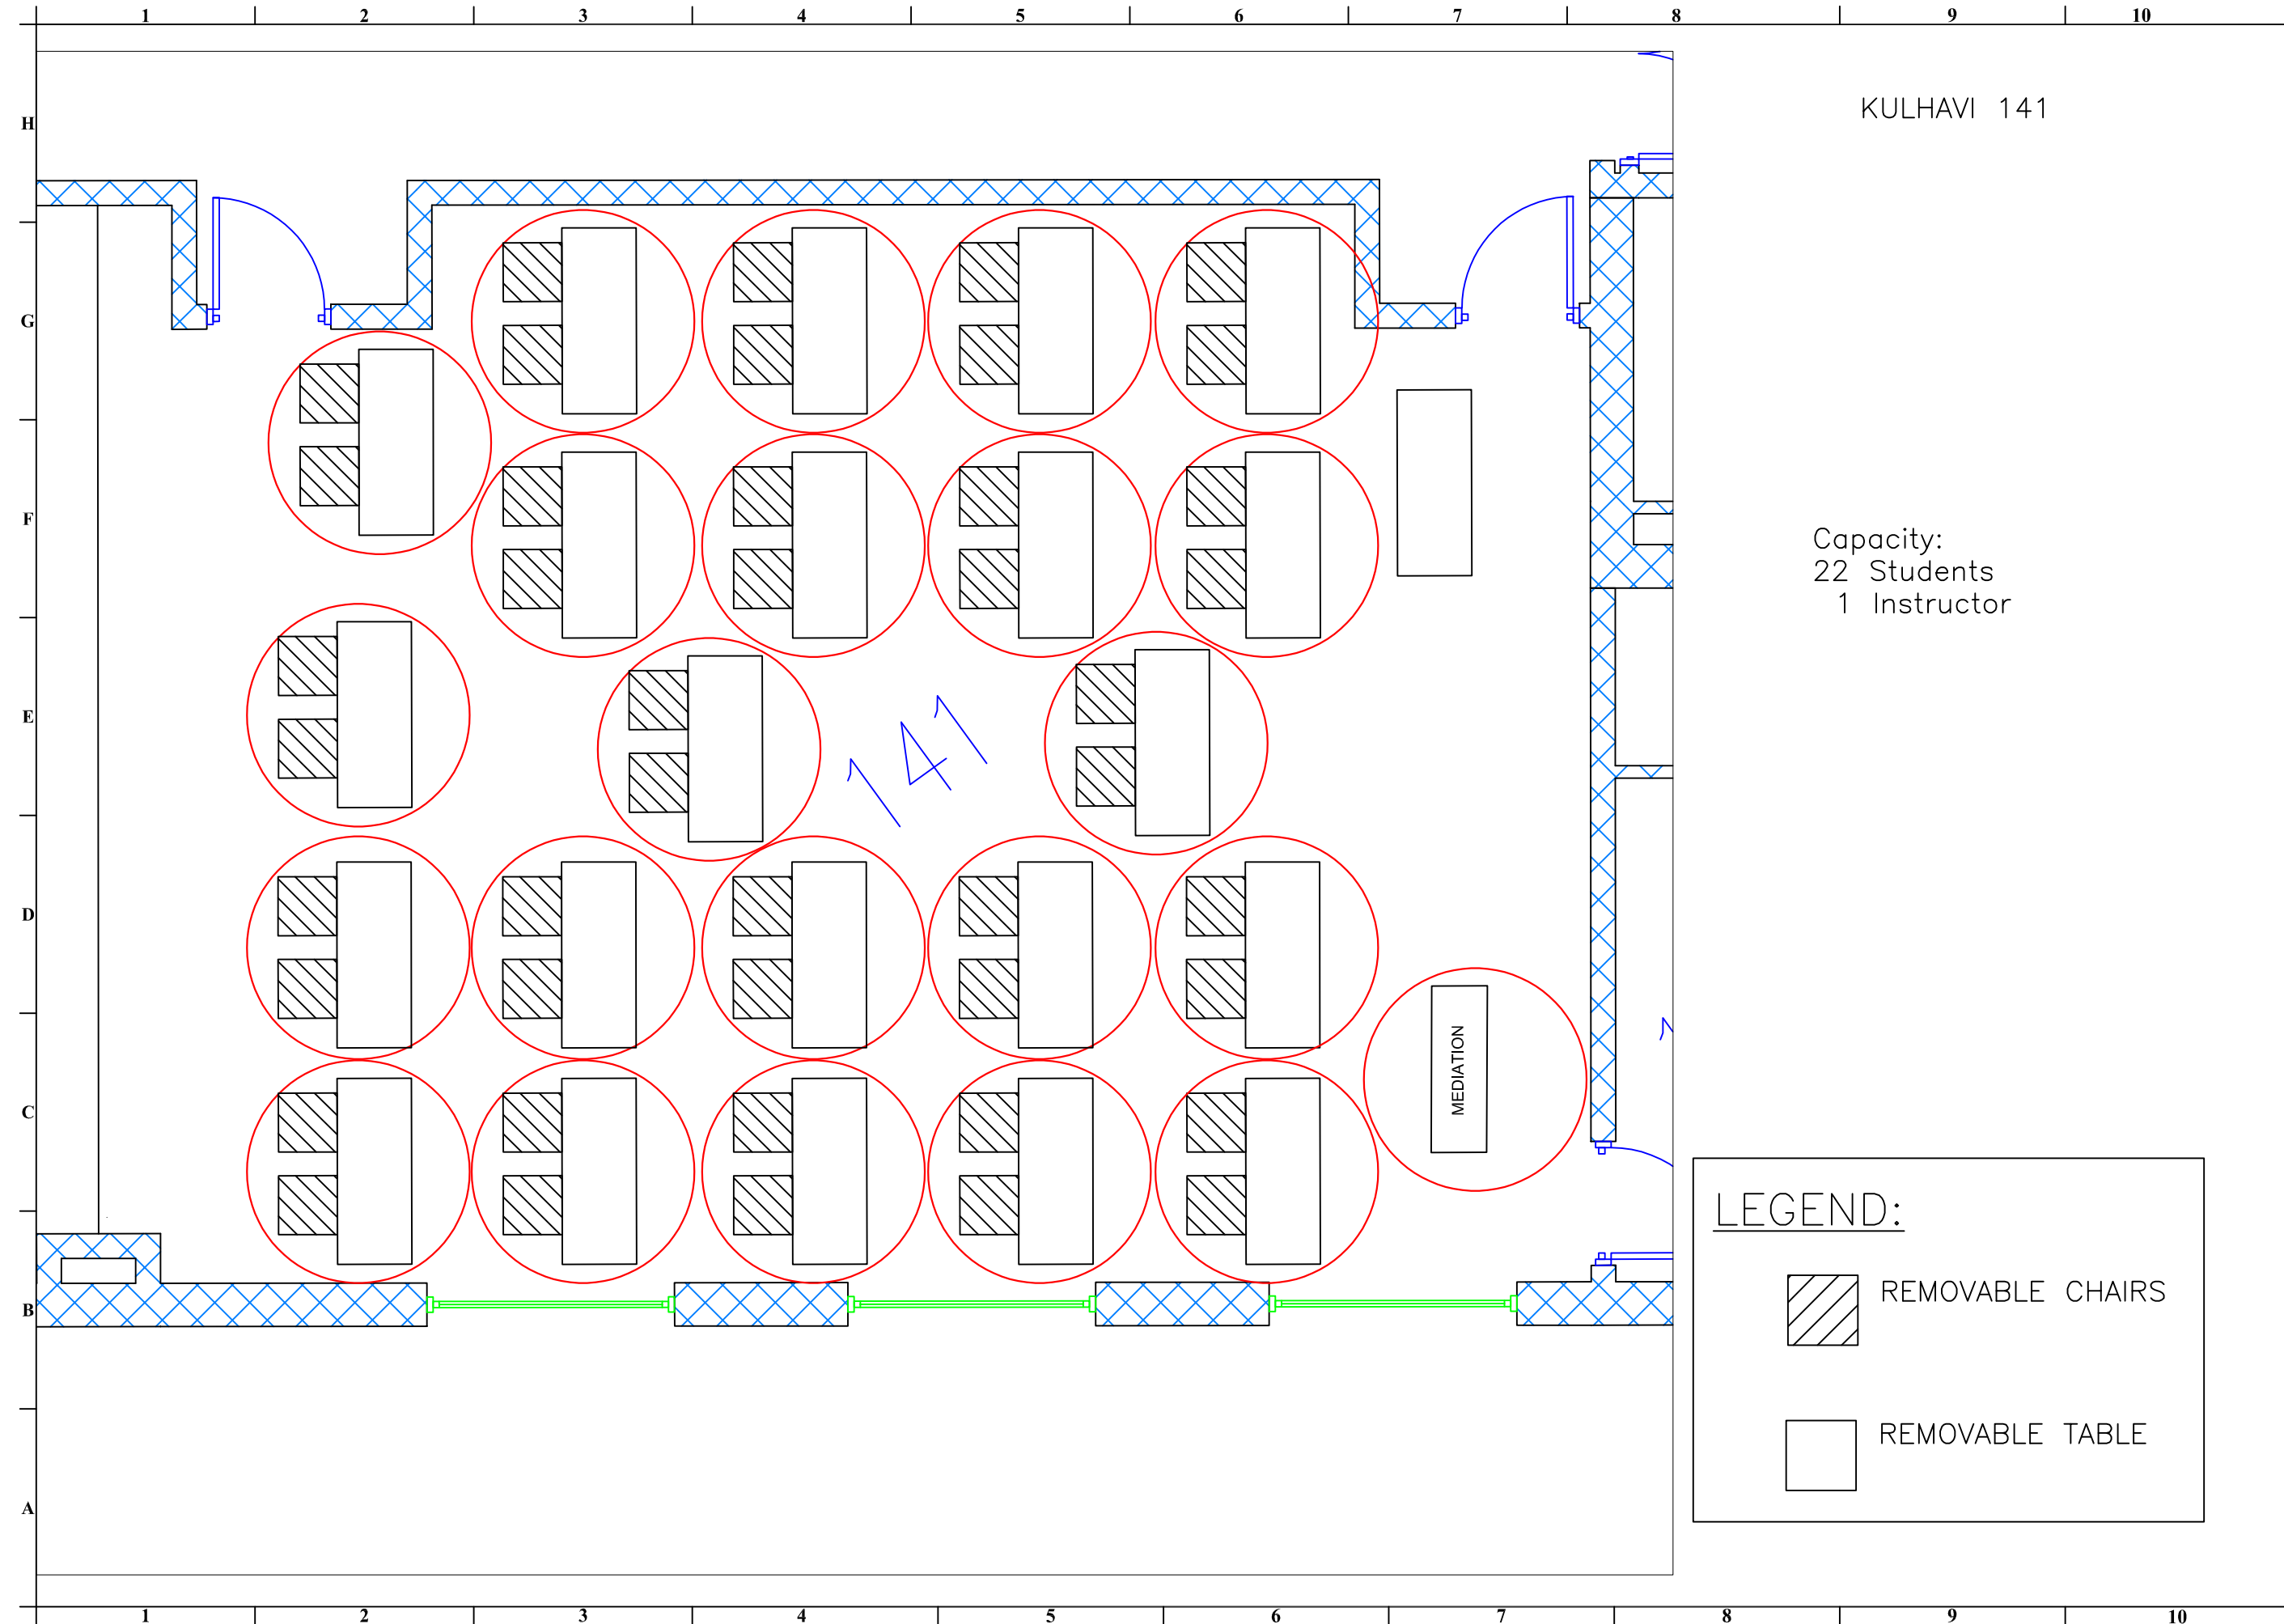 1 2 3 4 5 6 7 8 9 10
H
KULHAVI 141
G
F
Capacity:
22 Students
1 Instructor
E
141
D
MEDIATION
C
LEGEND:
REMOVABLE CHAIRS
B
REMOVABLE TABLE
A
1 2 3 4 5 6 7 8 9 10